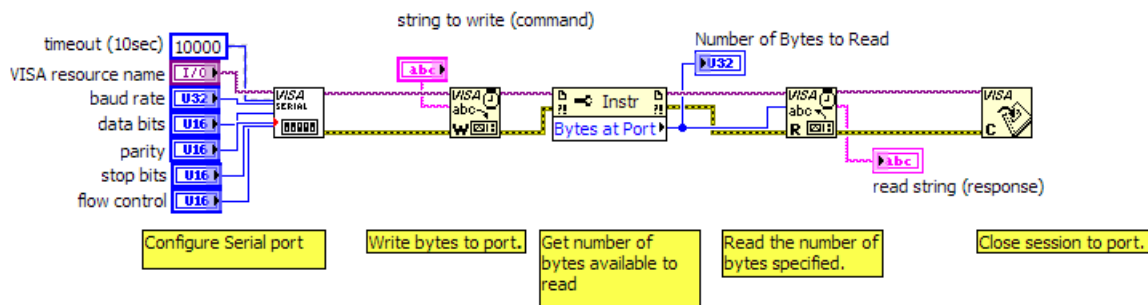 string to write (command)
timeout (10sec) 10000
Number of Bytes to Read
VISA resource name I/O
abc
U32
baud rate U32
VISA
SERIAL
VISA
abc
W
Instr
Bytes at Port
VISA
abc
R
VISA
C
data bits U16
parity U16
abc
stop bits U16
read string (response)
flow control U16
Configure Serial port
Write bytes to port.
Get number of
bytes available to
read
Read the number of
bytes specified.
Close session to port.